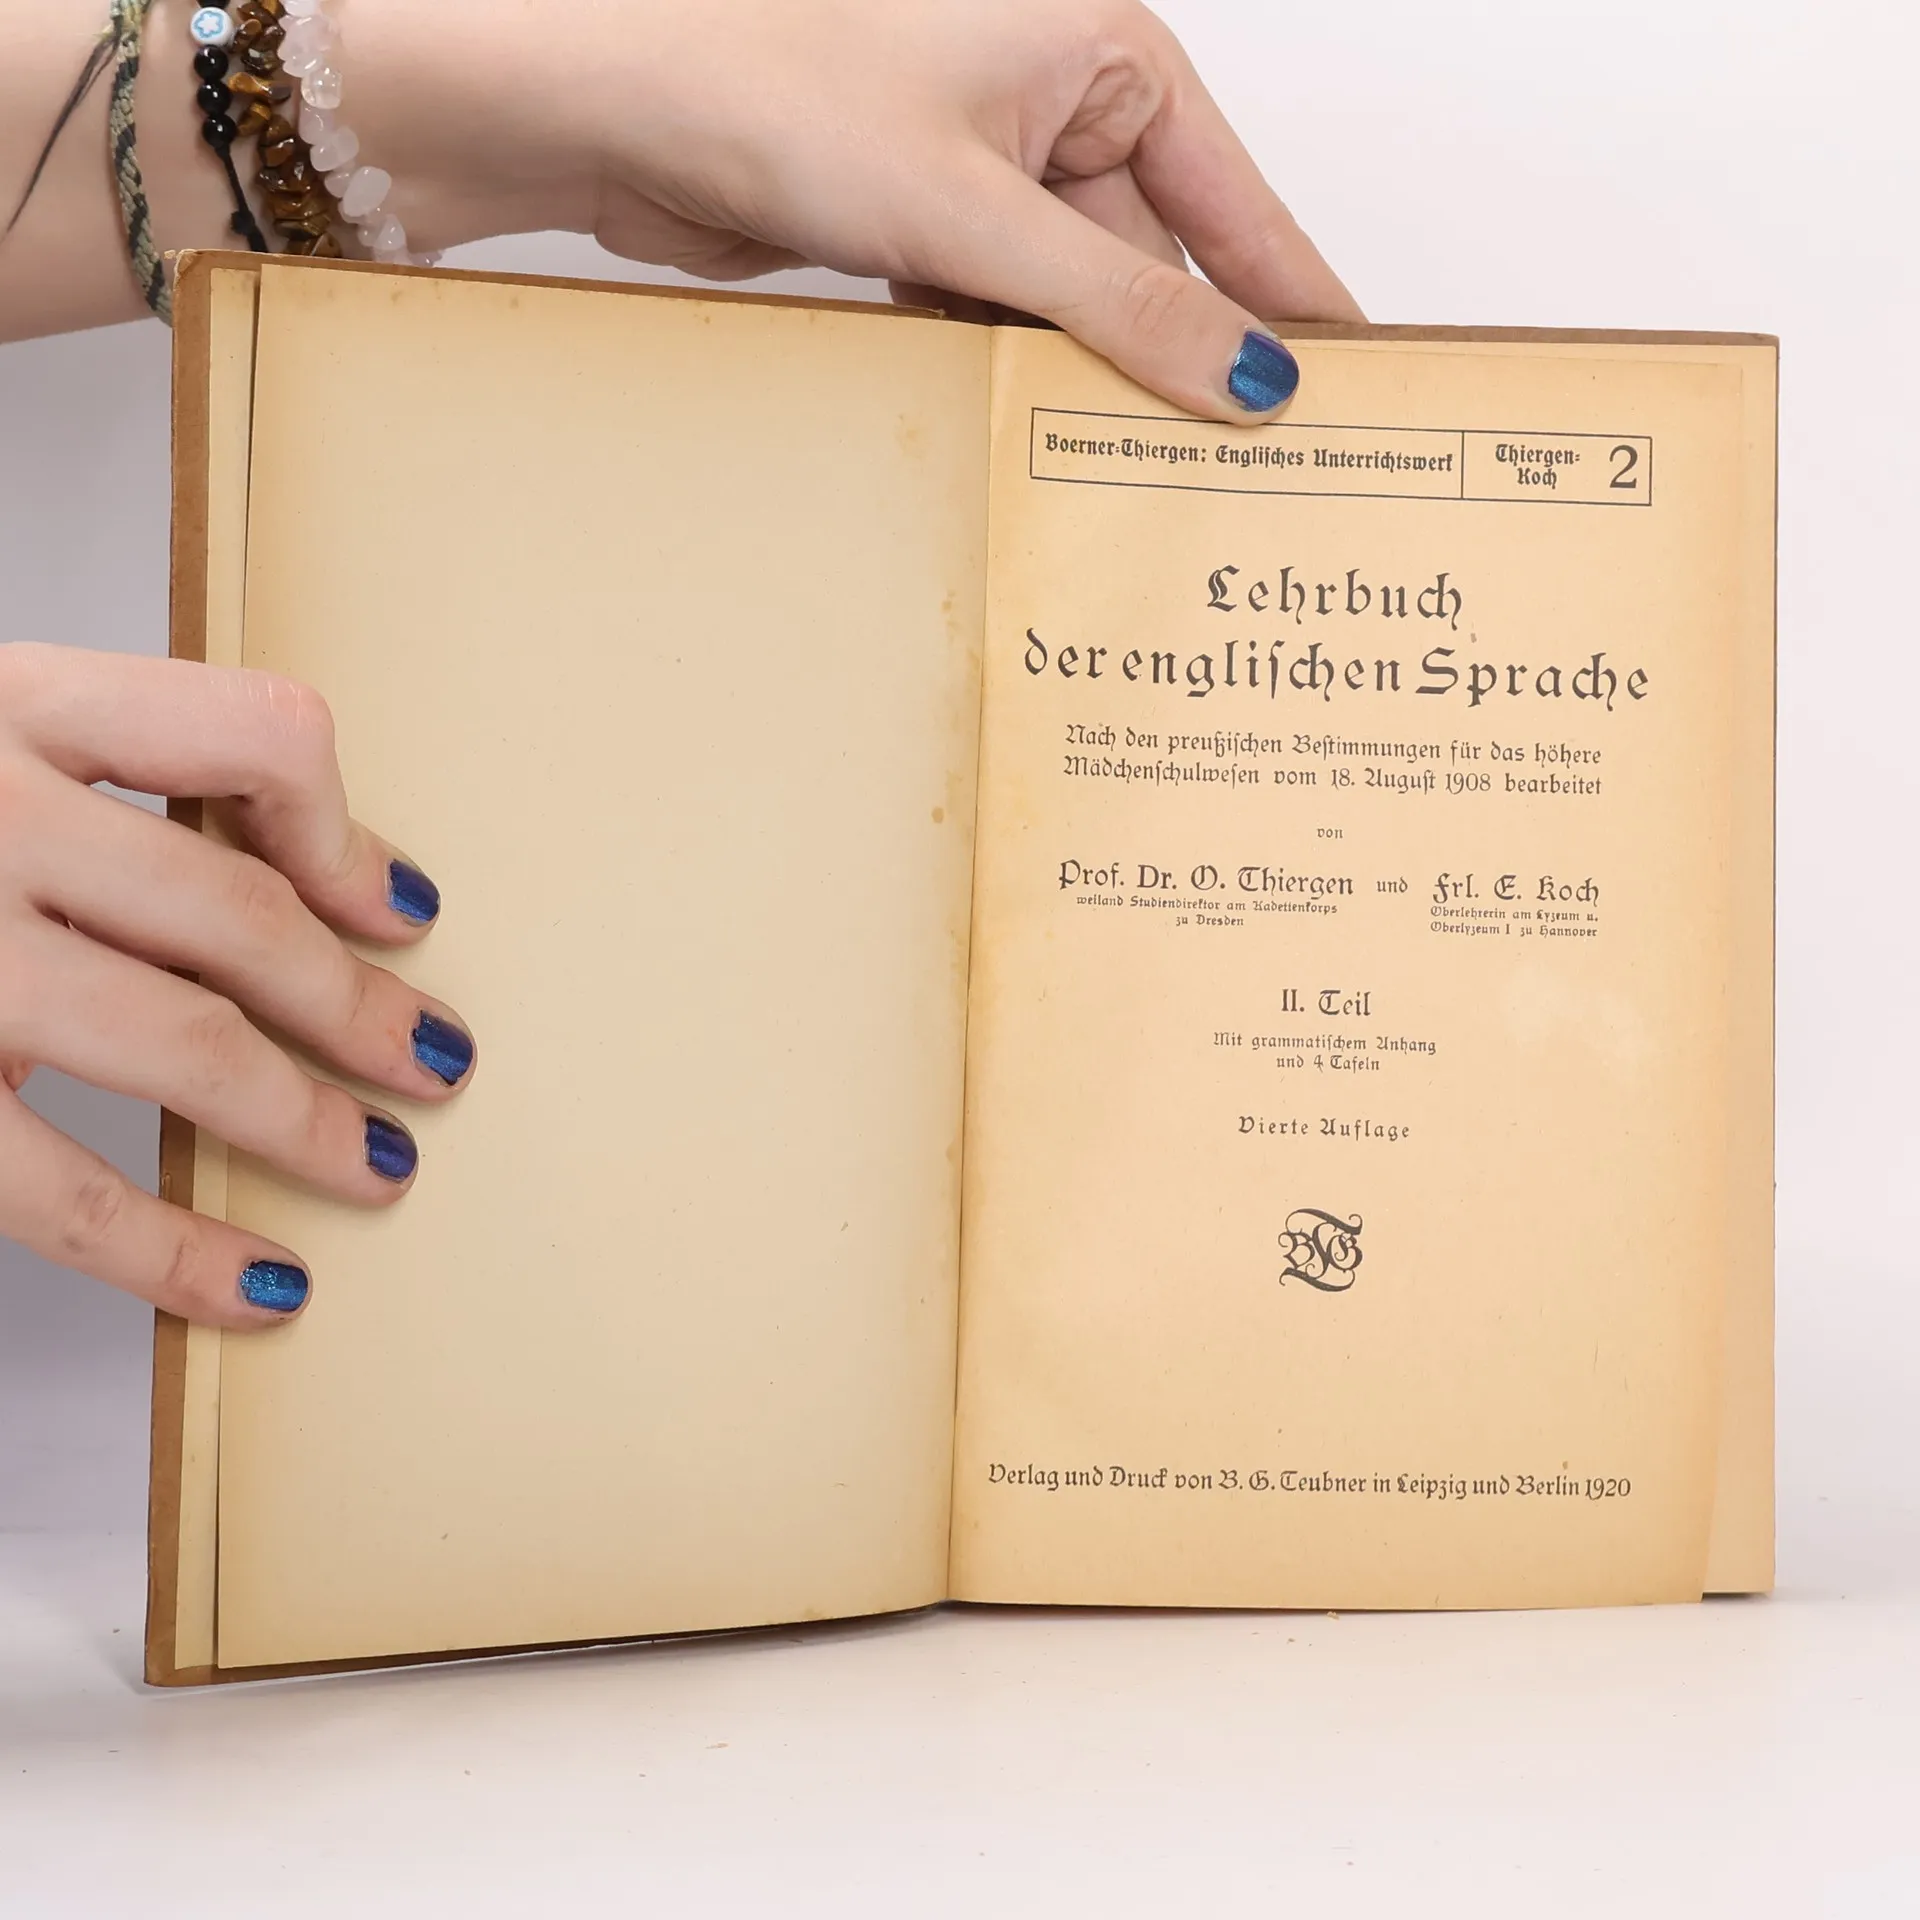 Boerner-Thiergen: Englisches Unterrichtswerk
Thiergen-
Koch
2
Lehrbuch
der englischen Sprache
Nach den preußischen Bestimmungen für das höhere
Mädchenschulwesen vom 18. August 1908 bearbeitet
von
Prof. Dr. O. Thiergen und Frl. E. Koch
weiland Studiendirektor am Kadettenkorps
zu Dresden
Oberlehrerin am Lyzeum u.
Oberlyzeum I zu Hannover
II. Teil
Mit grammatischem Anhang
und 4 Tafeln
Vierte Auflage
BTG
Verlag und Druck von B. G. Teubner in Leipzig und Berlin 1920